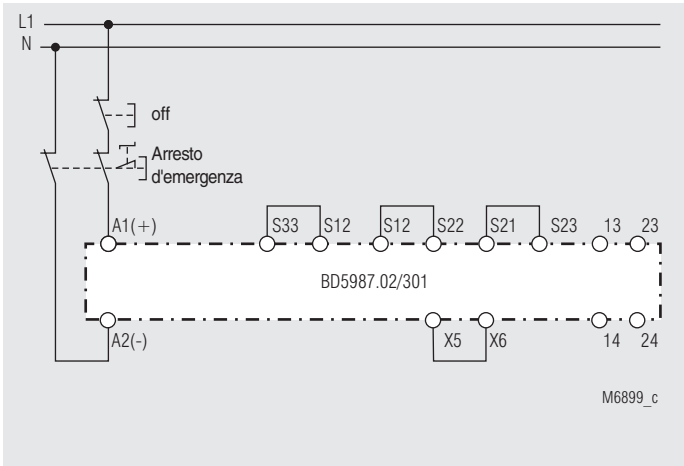 L1
N
off
Arresto
d'emergenza
A1(+) S33 S12 S12 S22 S21 S23 13 23
BD5987.02/301
A2(-) X5 X6 14 24
M6899_c